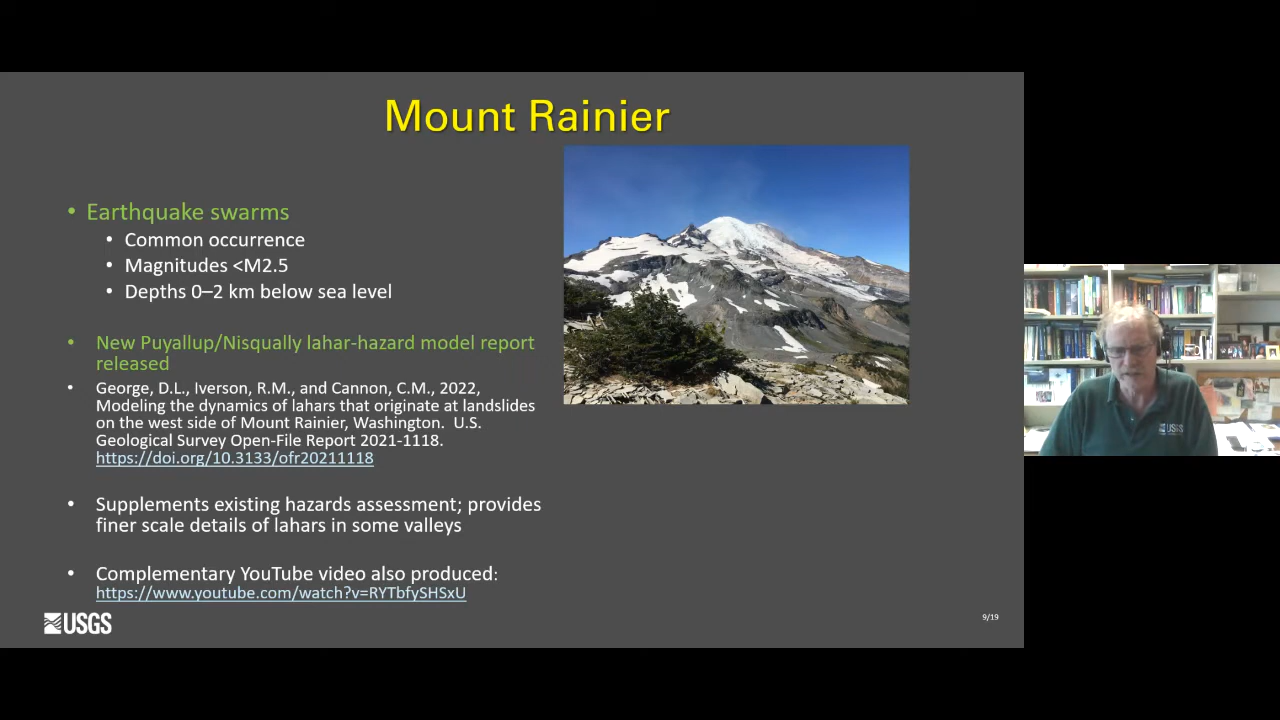 Mount Rainier
• Earthquake swarms
• Common occurrence
• Magnitudes <M2.5
• Depths 0–2 km below sea level
• New Puyallup/Nisqually lahar-hazard model report
released
• George, D.L., Iverson, R.M., and Cannon, C.M., 2022,
Modeling the dynamics of lahars that originate at landslides
on the west side of Mount Rainier, Washington. U.S.
Geological Survey Open-File Report 2021-1118.
https://doi.org/10.3133/ofr20211118
• Supplements existing hazards assessment; provides
finer scale details of lahars in some valleys
• Complementary YouTube video also produced:
https://www.youtube.com/watch?v=RYTbfySHSxU
USGS
9/19
USGS